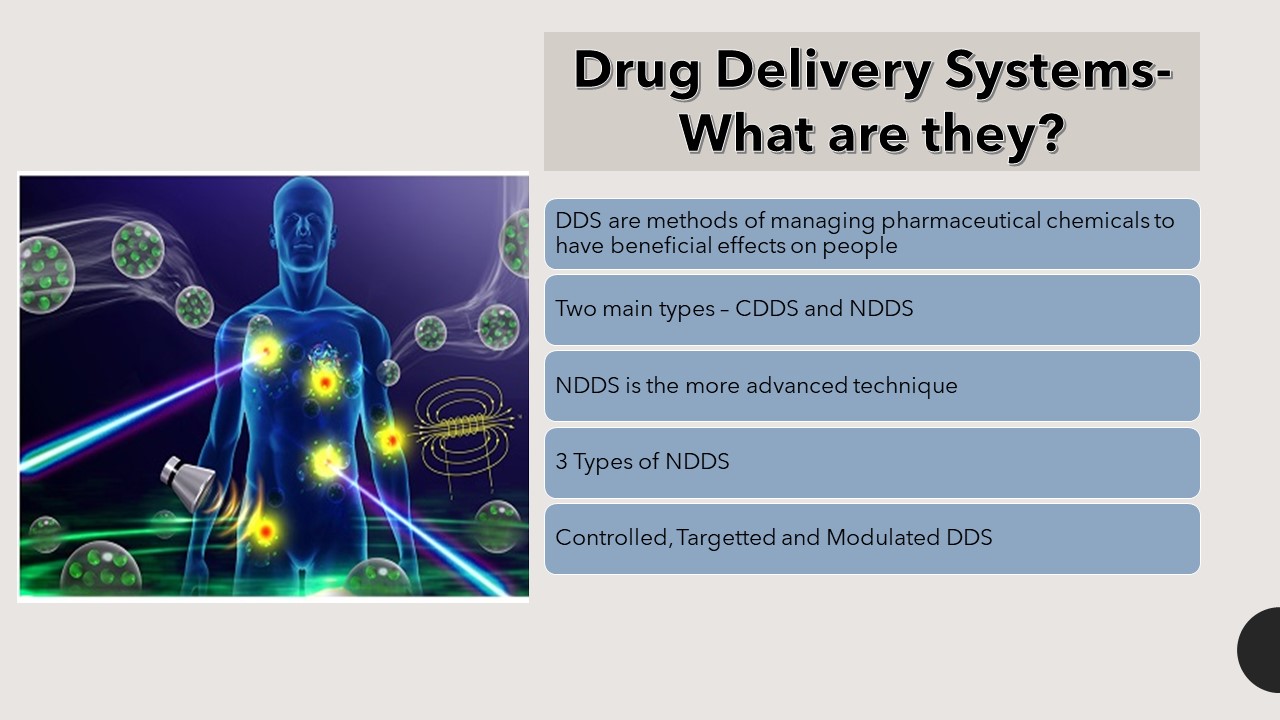 Drug Delivery Systems-
What are they?
DDS are methods of managing pharmaceutical chemicals to
have beneficial effects on people
Two main types – CDDS and NDDS
NDDS is the more advanced technique
3 Types of NDDS
Controlled, Targetted and Modulated DDS